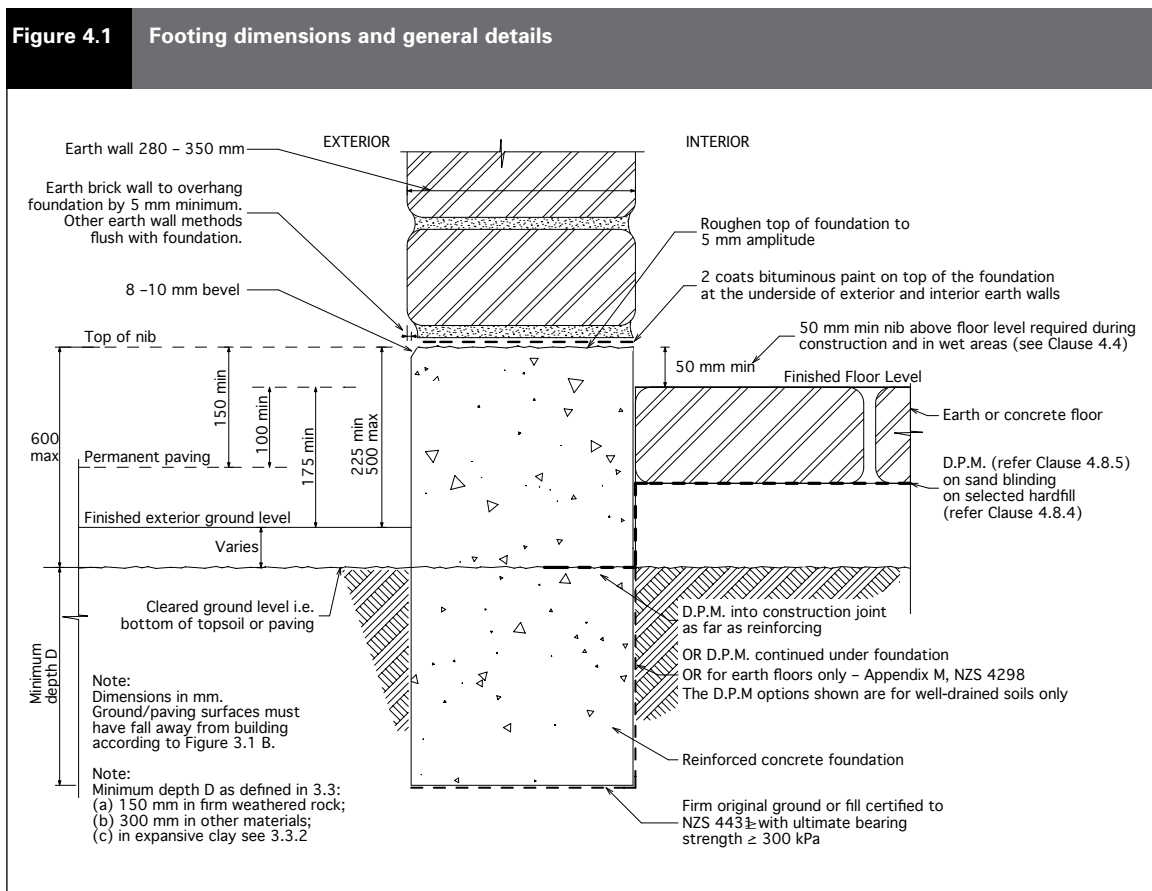 Figure 4.1 Footing dimensions and general details
EXTERIOR
INTERIOR
Earth wall 280 – 350 mm
Earth brick wall to overhang
foundation by 5 mm minimum.
Other earth wall methods
flush with foundation.
8 –10 mm bevel
Top of nib
Roughen top of foundation to
5 mm amplitude
2 coats bituminous paint on top of the foundation
at the underside of exterior and interior earth walls
50 mm min nib above floor level required during
construction and in wet areas (see Clause 4.4)
50 mm min
Finished Floor Level
Earth or concrete floor
D.P.M. (refer Clause 4.8.5)
on sand blinding
on selected hardfill
(refer Clause 4.8.4)
600
max
150 min
100 min
175 min
225 min
500 max
Permanent paving
Finished exterior ground level
Varies
Cleared ground level i.e.
bottom of topsoil or paving
Minimum
depth D
D.P.M. into construction joint
as far as reinforcing
OR D.P.M. continued under foundation
OR for earth floors only – Appendix M, NZS 4298
The D.P.M options shown are for well-drained soils only
Reinforced concrete foundation
Firm original ground or fill certified to
NZS 4431≥with ultimate bearing
strength ≥ 300 kPa
Note:
Dimensions in mm.
Ground/paving surfaces must
have fall away from building
according to Figure 3.1 B.
Note:
Minimum depth D as defined in 3.3:
(a) 150 mm in firm weathered rock;
(b) 300 mm in other materials;
(c) in expansive clay see 3.3.2